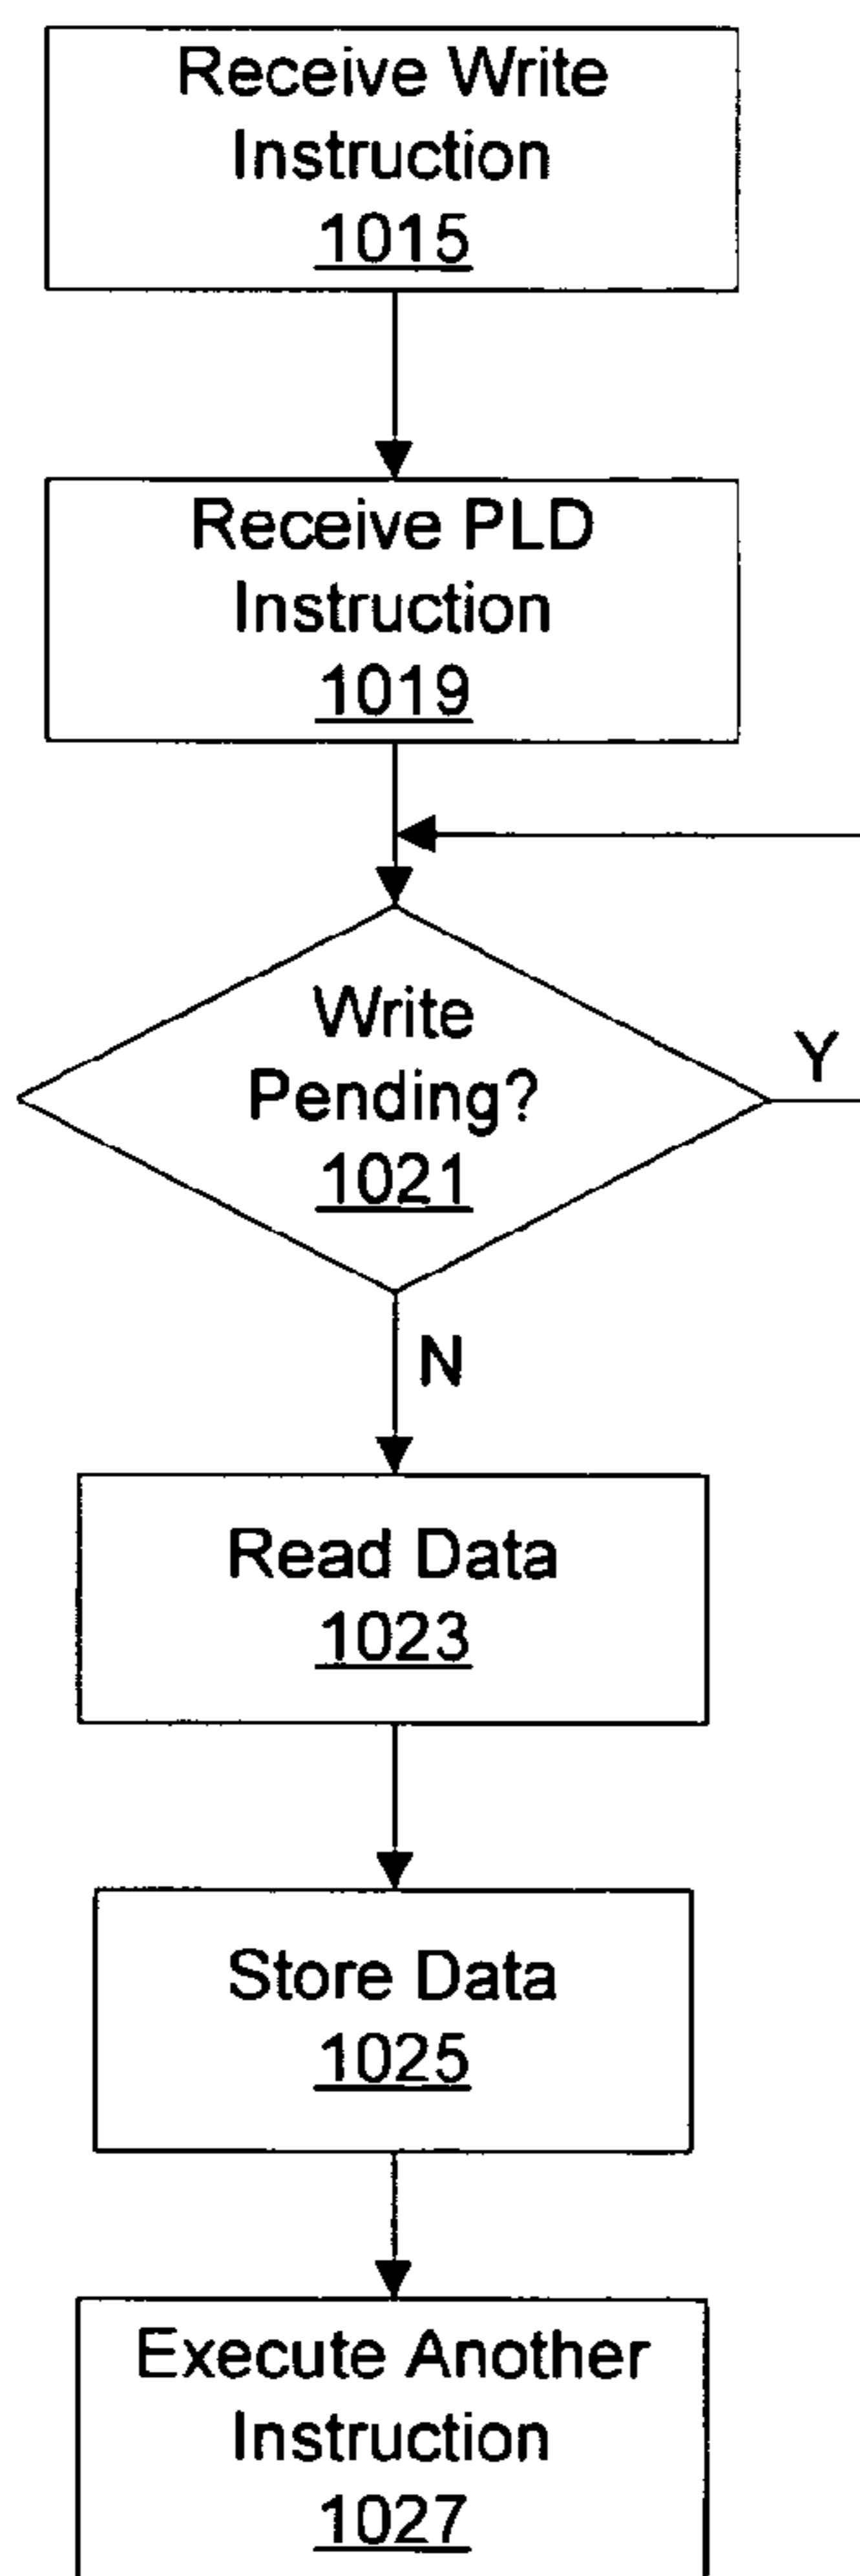 Receive Write
Instruction
1015
Receive PLD
Instruction
1019
Write
Pending?
1021
Y
N
Read Data
1023
Store Data
1025
Execute Another
Instruction
1027